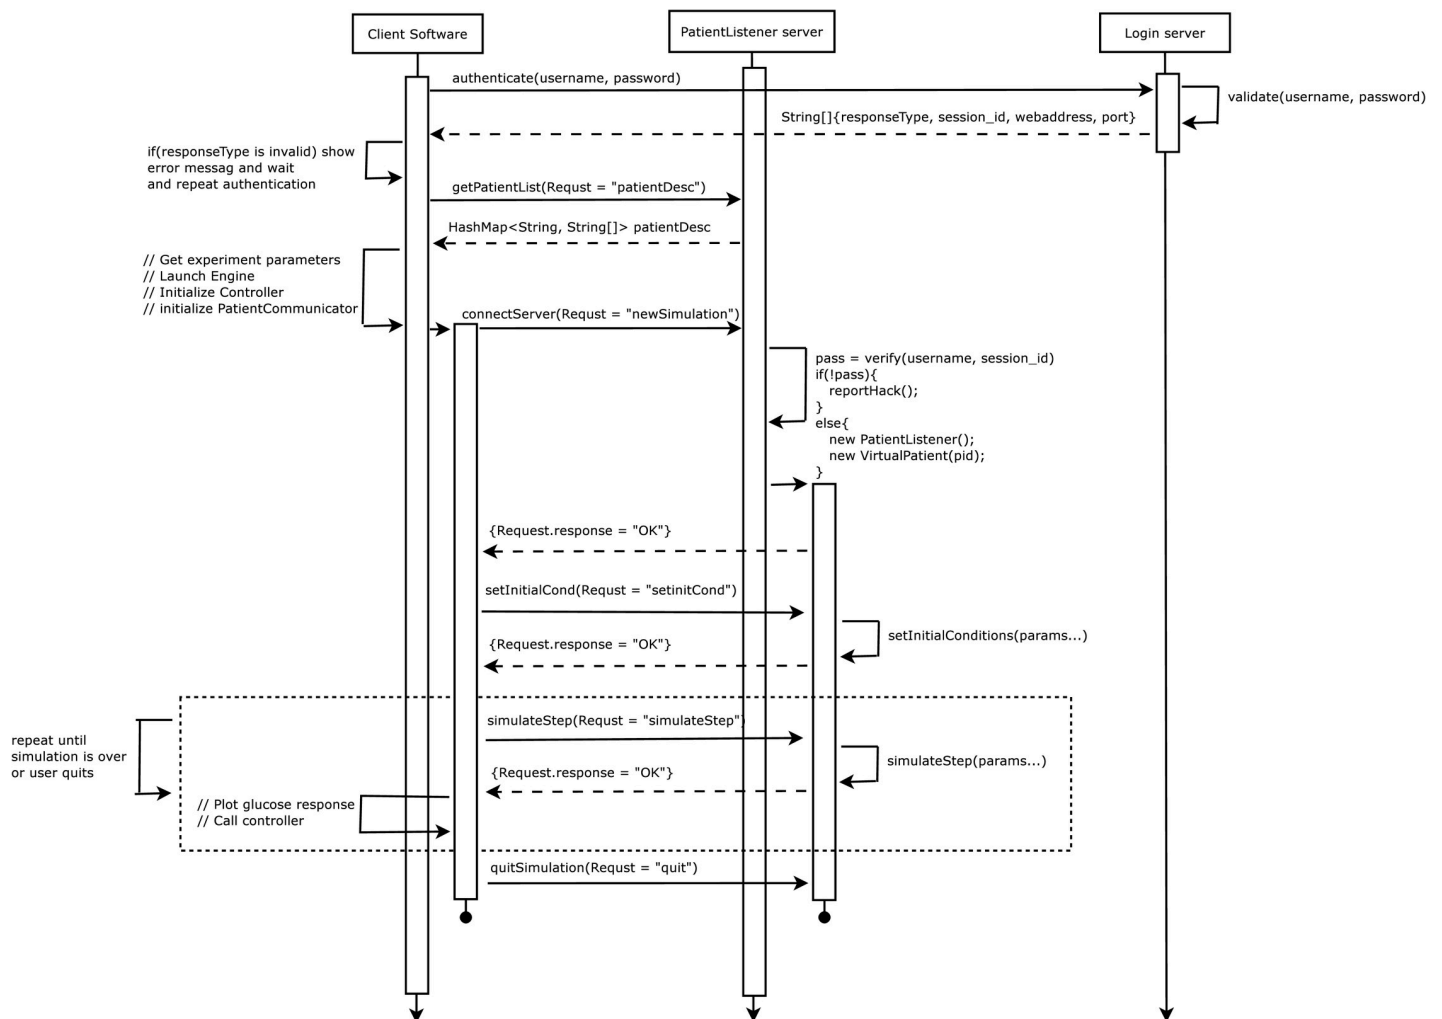 Client Software
PatientListener server
Login server
authenticate(username, password)
validate(username, password)
String[]{responseType, session_id, webaddress, port}
if(responseType is invalid) show
error messag and wait
and repeat authentication
getPatientList(Requst = "patientDesc")
HashMap<String, String[]> patientDesc
// Get experiment parameters
// Launch Engine
// Initialize Controller
// initialize PatientCommunicator
connectServer(Requst = "newSimulation")
pass = verify(username, session_id)
if(!pass){
reportHack();
}
else{
new PatientListener();
new VirtualPatient(pid);
}
{Request.response = "OK"}
setInitialCond(Requst = "setinitCond")
setInitialConditions(params...)
{Request.response = "OK"}
repeat until
simulation is over
or user quits
simulateStep(Requst = "simulateStep")
simulateStep(params...)
{Request.response = "OK"}
// Plot glucose response
// Call controller
quitSimulation(Requst = "quit")